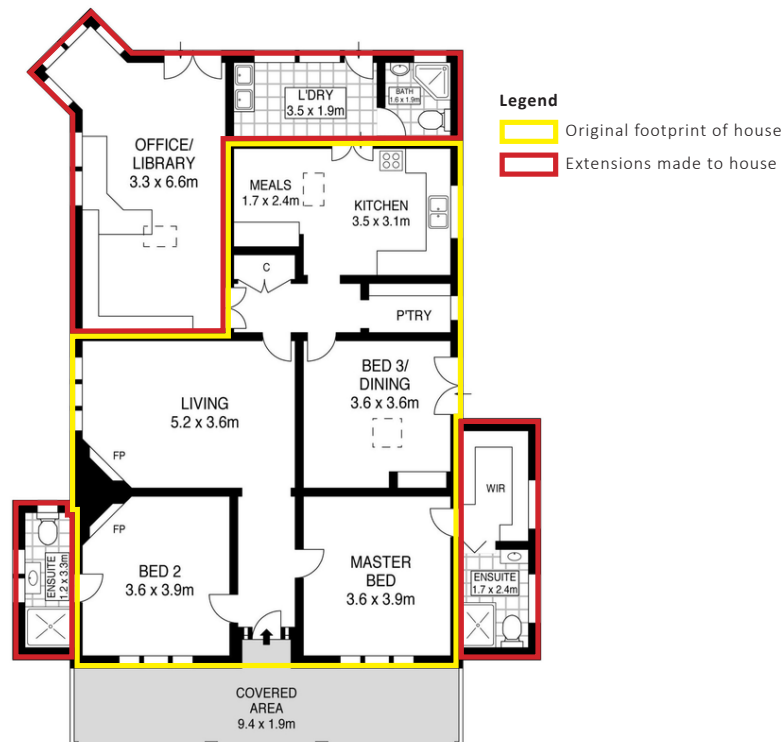 L'DRY
3.5 x 1.9m
BATH
1.6 x 1.9m
Legend
Original footprint of house
Extensions made to house
OFFICE/
LIBRARY
3.3 x 6.6m
MEALS
1.7 x 2.4m
KITCHEN
3.5 x 3.1m
C
P'TRY
BED 3/
DINING
3.6 x 3.6m
LIVING
5.2 x 3.6m
FP
WIR
FP
ENSUITE
1.2 x 3.3m
BED 2
3.6 x 3.9m
MASTER
BED
3.6 x 3.9m
ENSUITE
1.7 x 2.4m
COVERED
AREA
9.4 x 1.9m